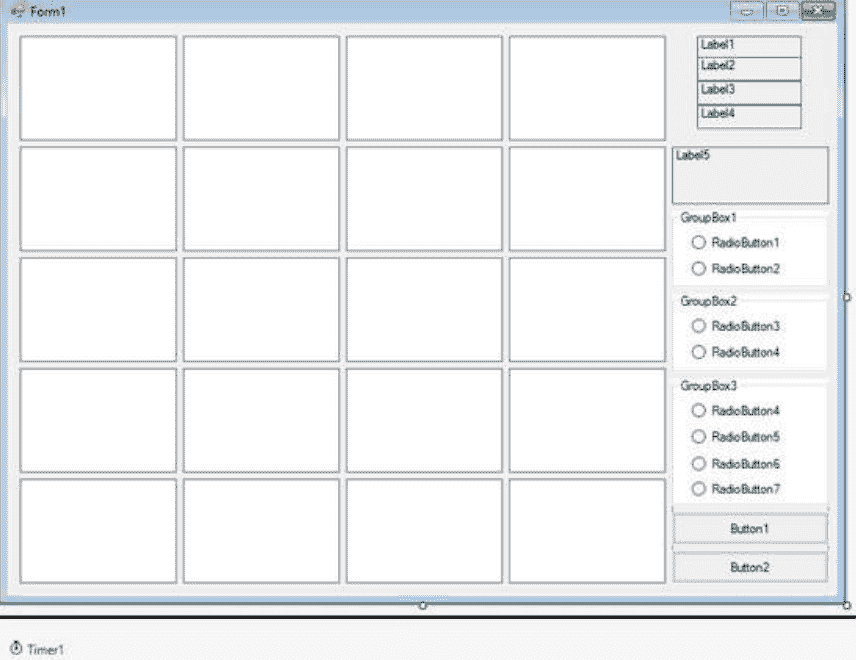 Form1
Label1
Label2
Label3
Label4
Label5
GroupBox1
RadioButton1
RadioButton2
GroupBox2
RadioButton3
RadioButton4
GroupBox3
RadioButton4
RadioButton5
RadioButton6
RadioButton7
Button1
Button2
Timer1